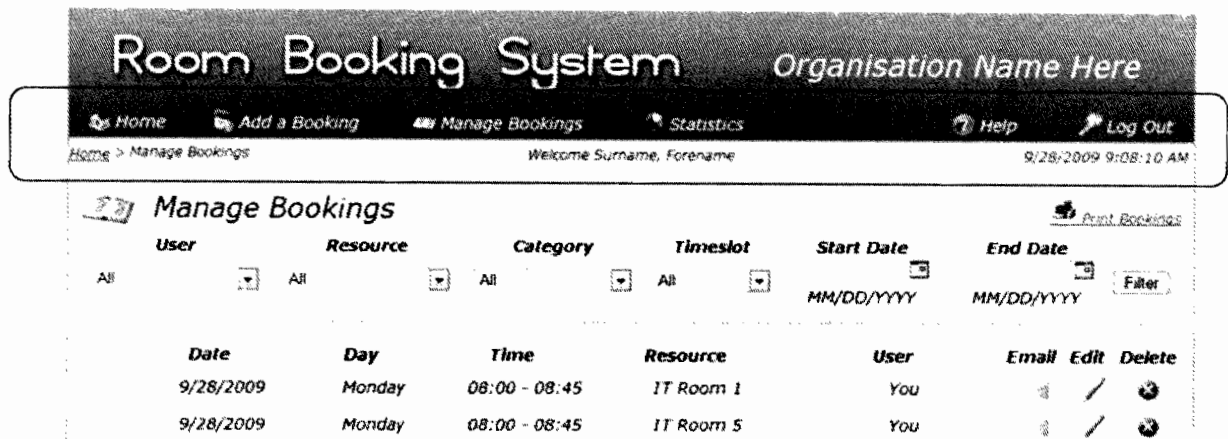 Room Booking System Organisation Name Here
Home Add a Booking Manage Bookings Statistics Help Log Out
Home > Manage Bookings Welcome Surname, Forename 9/28/2009 9:08:10 AM
Manage Bookings Print Bookings
User Resource Category Timeslot Start Date End Date
All All All All Filter
MM/DD/YYYY MM/DD/YYYY
Date Day Time Resource User Email Edit Delete
9/28/2009 Monday 08:00 - 08:45 IT Room 1 You
9/28/2009 Monday 08:00 - 08:45 IT Room 5 You